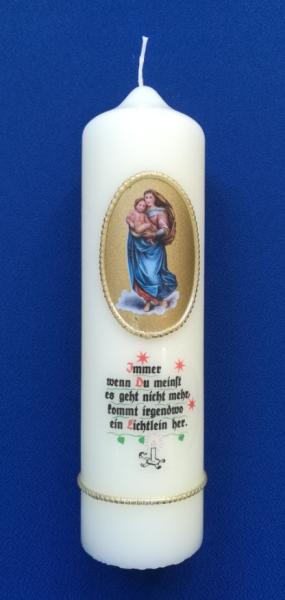 Immer
wenn Du meinst
es geht nicht mehr,
kommt irgendwo
ein Lichtlein her.